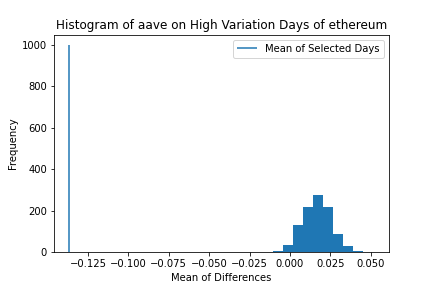 Histogram of aave on High Variation Days of ethereum
Mean of Selected Days
Frequency
1000
800
600
400
200
0
−0.125 −0.100 −0.075 −0.050 −0.025 0.000 0.025 0.050
Mean of Differences